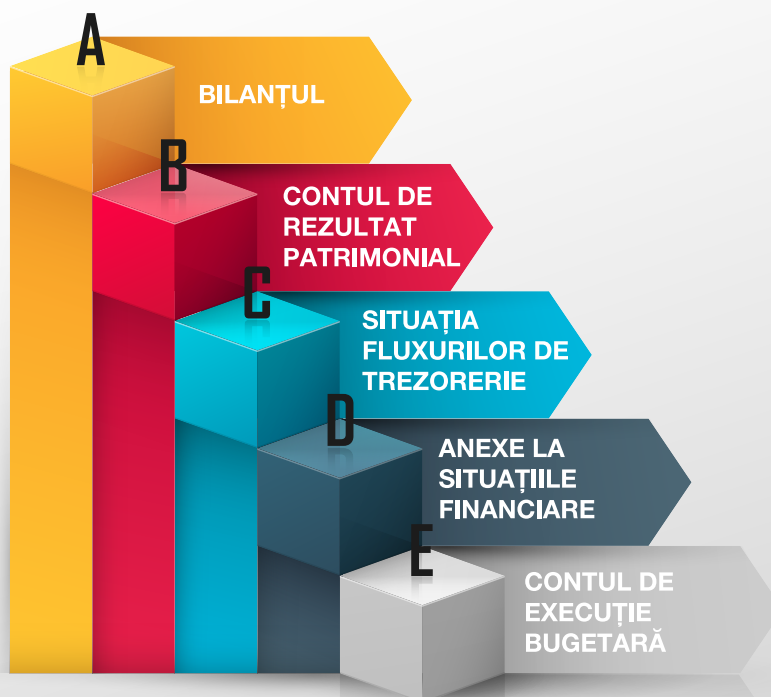 A
BILANȚUL
B
CONTUL DE
REZULTAT
PATRIMONIAL
C
SITUAȚIA
FLUXURILOR DE
TREZORERIE
D
ANEXE LA
SITUAȚIILE
FINANCIARE
E
CONTUL DE
EXECUȚIE
BUGETARĂ